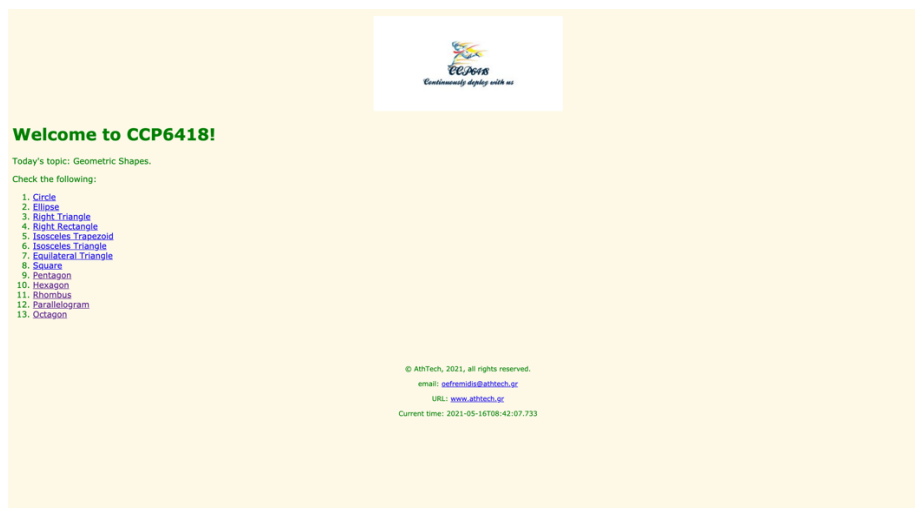 CCP6418
Continuously deploy with us
Welcome to CCP6418!
Today's topic: Geometric Shapes.
Check the following:
1. Circle
2. Ellipse
3. Right Triangle
4. Right Rectangle
5. Isosceles Trapezoid
6. Isosceles Triangle
7. Equilateral Triangle
8. Square
9. Pentagon
10. Hexagon
11. Rhombus
12. Parallelogram
13. Octagon
© AthTech, 2021, all rights reserved.
email: oefremidis@athtech.gr
URL: www.athtech.gr
Current time: 2021-05-16T08:42:07.733